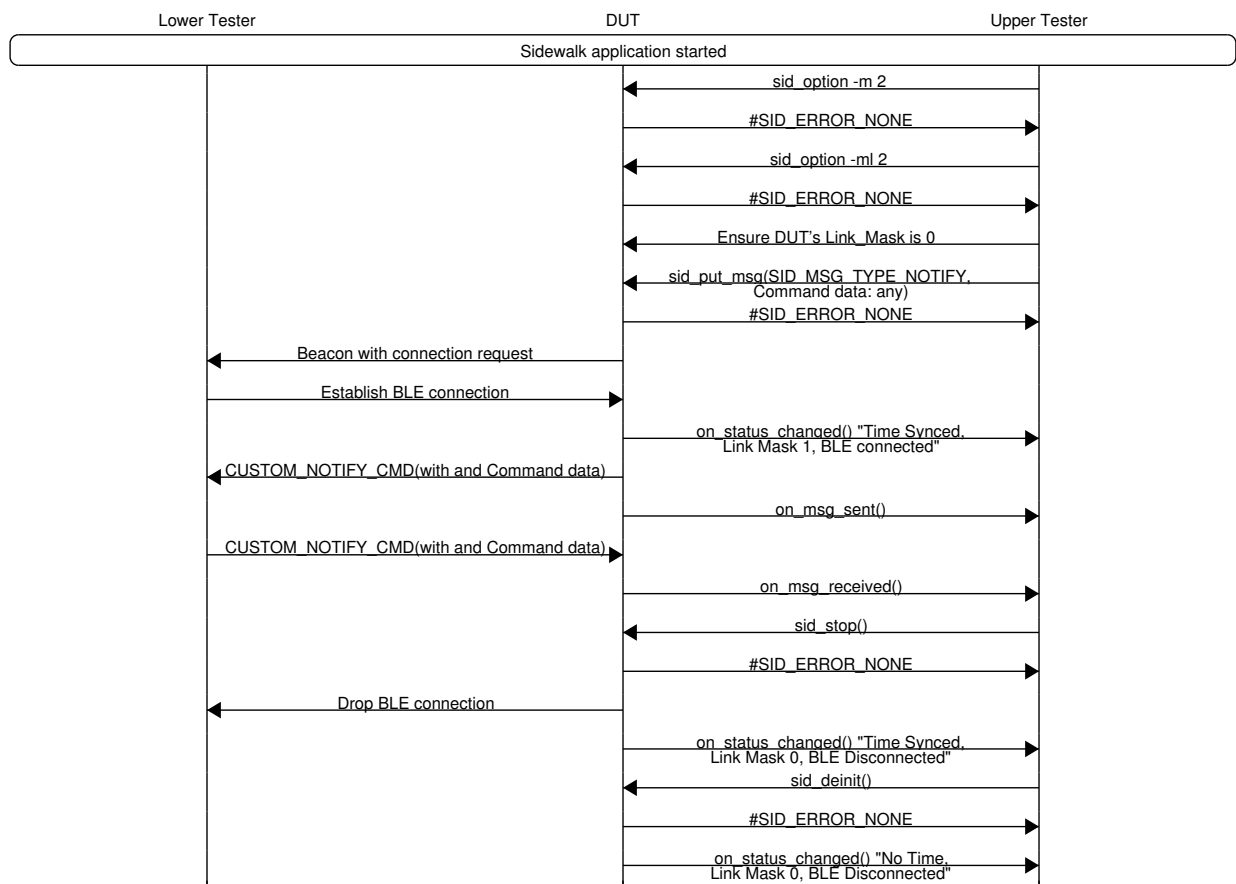 Lower Tester DUT Upper Tester
Sidewalk application started
sid_option -m 2
#SID_ERROR_NONE
sid_option -ml 2
#SID_ERROR_NONE
Ensure DUT's Link_Mask is 0
sid_put_msg(SID_MSG_TYPE_NOTIFY,
Command data: any)
#SID_ERROR_NONE
Beacon with connection request
Establish BLE connection
on_status_changed() "Time Synced,
Link Mask 1, BLE connected"
CUSTOM_NOTIFY_CMD(with and Command data)
on_msg_sent()
CUSTOM_NOTIFY_CMD(with and Command data)
on_msg_received()
sid_stop()
#SID_ERROR_NONE
Drop BLE connection
on_status_changed() "Time Synced,
Link Mask 0, BLE Disconnected"
sid_deinit()
#SID_ERROR_NONE
on_status_changed() "No Time,
Link Mask 0, BLE Disconnected"